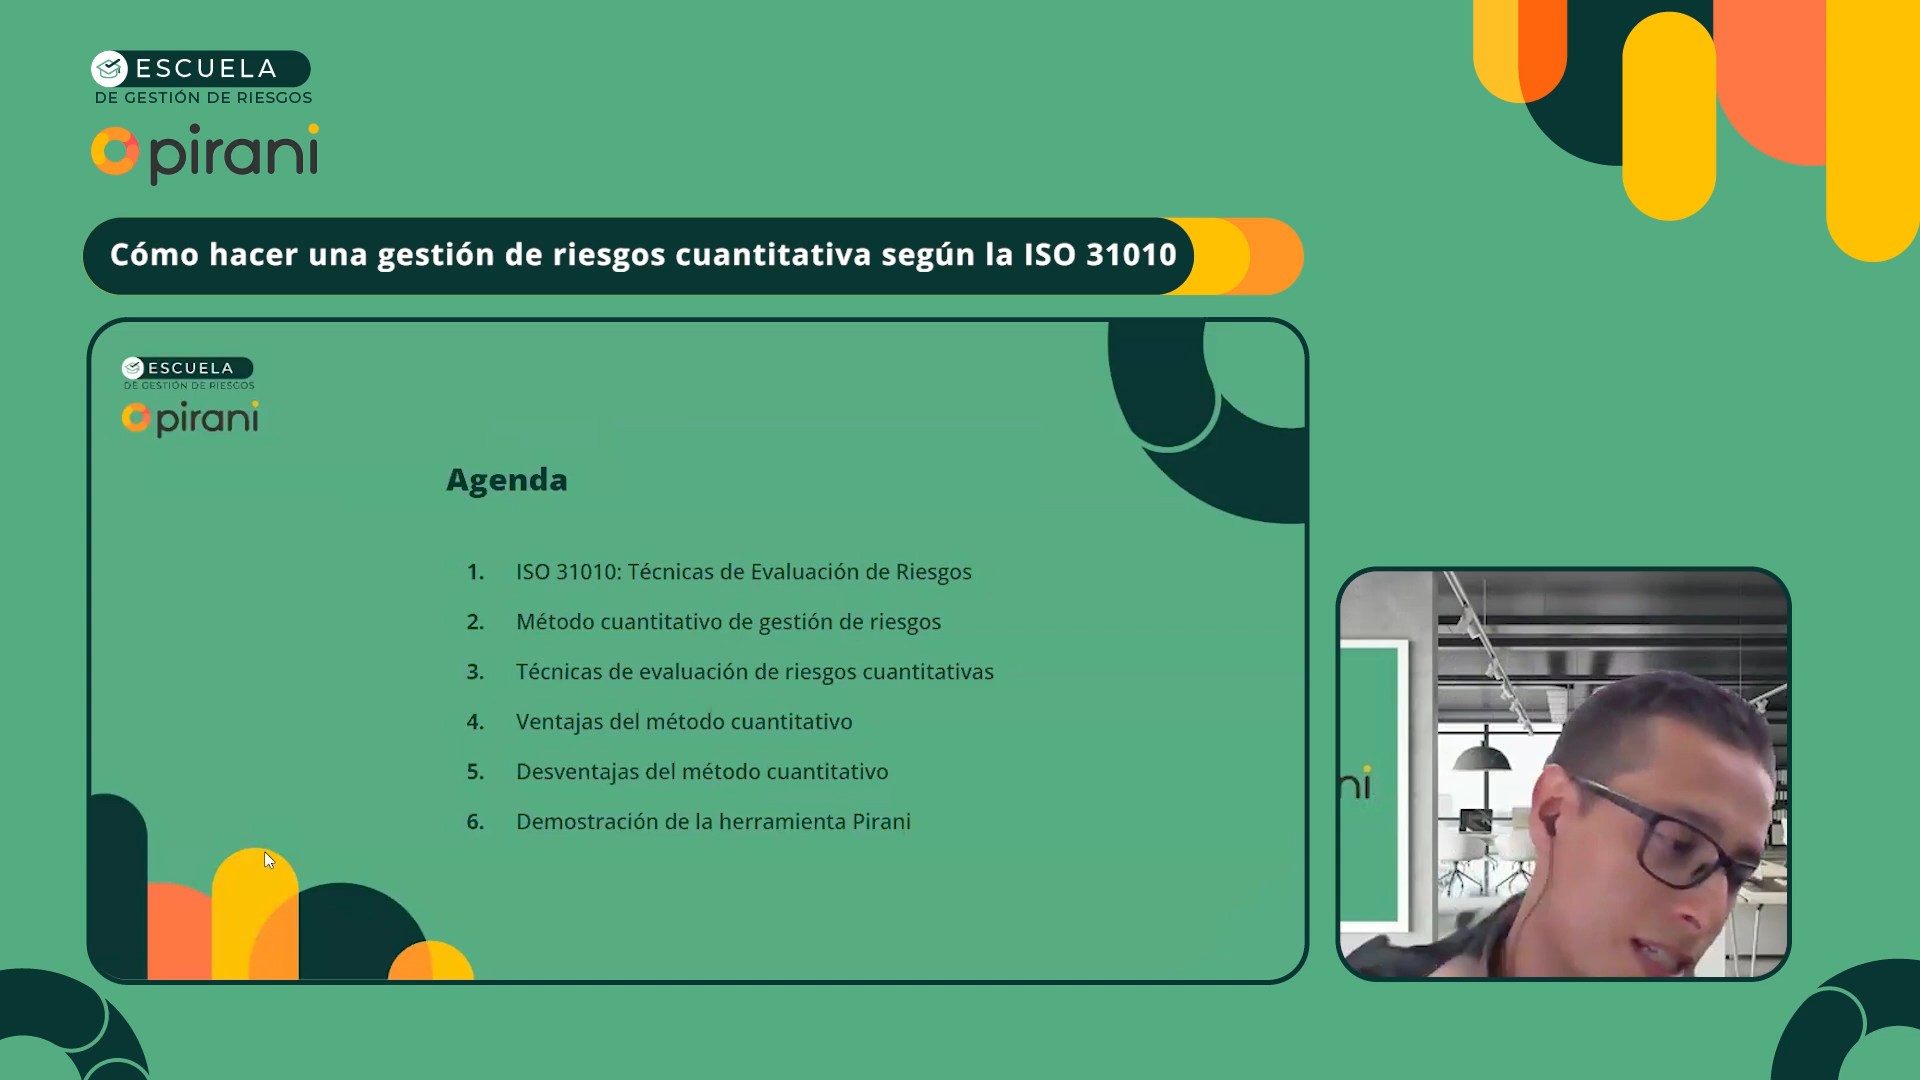 ESCUELA
DE GESTIÓN DE RIESGOS
pirani
Cómo hacer una gestión de riesgos cuantitativa según la ISO 31010
ESCUELA
DE GESTIÓN DE RIESGOS
pirani
Agenda
1. ISO 31010: Técnicas de Evaluación de Riesgos
2. Método cuantitativo de gestión de riesgos
3. Técnicas de evaluación de riesgos cuantitativas
4. Ventajas del método cuantitativo
5. Desventajas del método cuantitativo
6. Demostración de la herramienta Pirani
ni